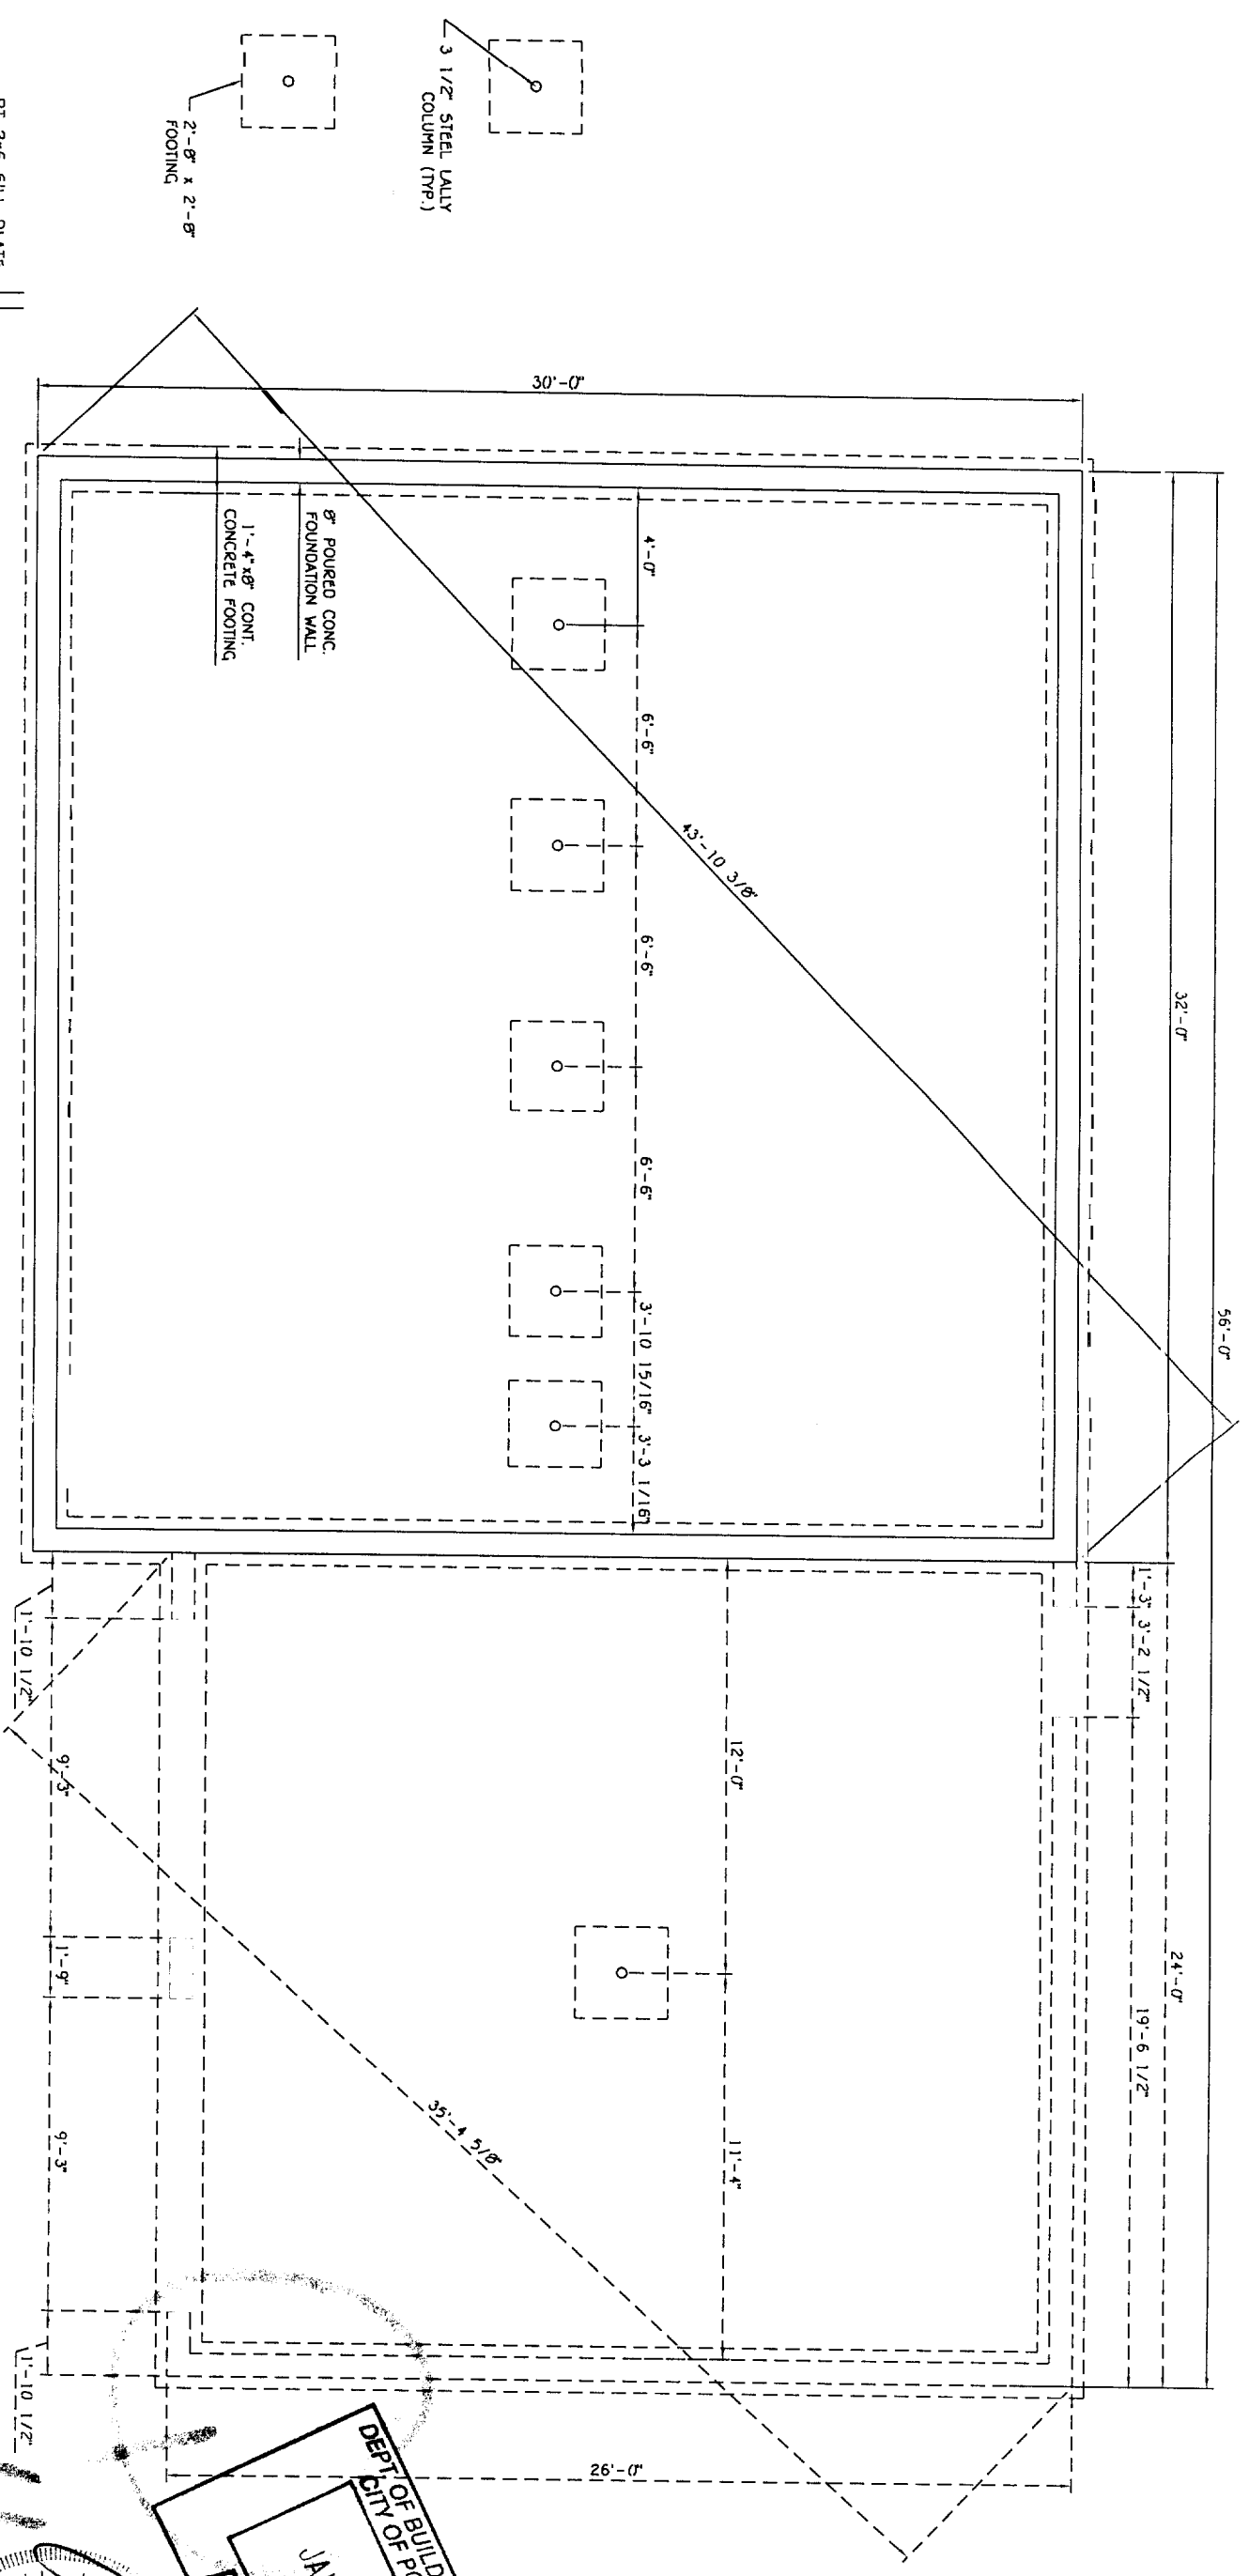 3 1/2" STEEL LALLY
COLUMN (TYP.)
2'-8" x 2'-8"
FOOTING
30'-0"
56'-0"
32'-0"
24'-0"
1'-3"
3'-2 1/2"
19'-6 1/2"
43'-10 3/8"
4'-0"
6'-6"
6'-6"
6'-6"
3'-10 15/16"
3'-3 1/16"
8" POURED CONC.
FOUNDATION WALL
1'-4"x8" CONT.
CONCRETE FOOTING
12'-0"
11'-4"
35'-4 5/8"
26'-0"
1'-10 1/2"
9'-3"
1'-9"
9'-3"
1'-10 1/2"
DEPT. OF BUILD
CITY OF PO
JA